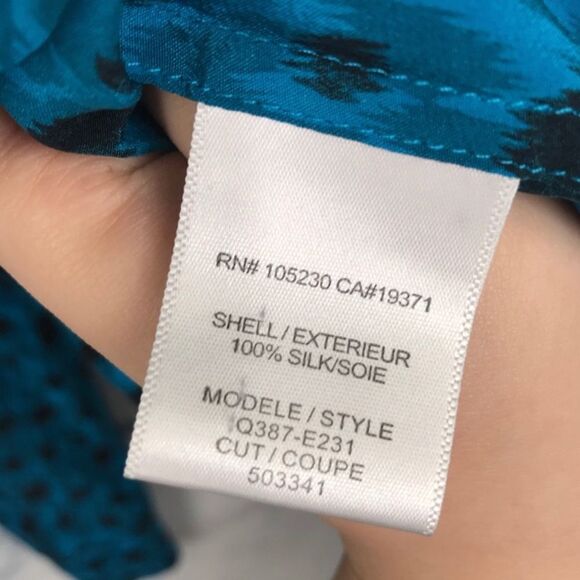 RN# 105230 CA#19371
SHELL / EXTERIEUR
100% SILK/SOIE
MODELE / STYLE
Q387-E231
CUT / COUPE
503341